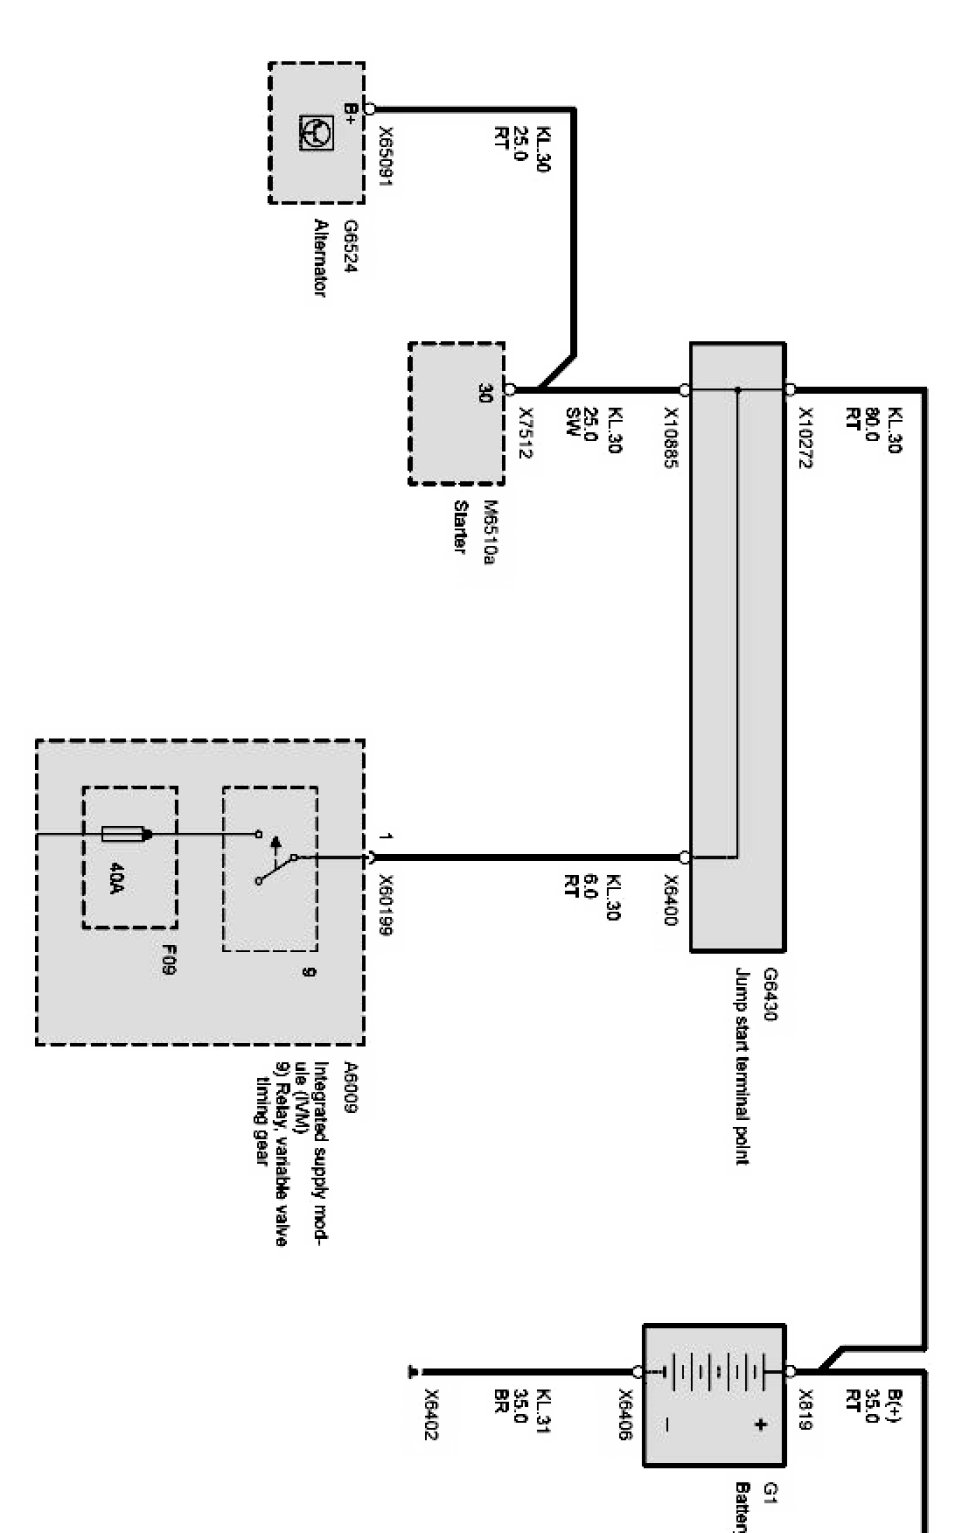 B+
X65091
G6524
Alternator
KL.30
25.0
RT
30
X7512
M6510a
Starter
KL.30
25.0
SW
X10885
X10272
KL.30
80.0
RT
G6430
Jump start terminal point
X6400
KL.30
6.0
RT
1
X60199
9
40A
F09
A6009
Integrated supply mod-
ule (IVM)
9) Relay, variable valve
timing gear
B(+)
35.0
RT
X819
+
–
G1
Battery
X6406
KL.31
35.0
BR
X6402